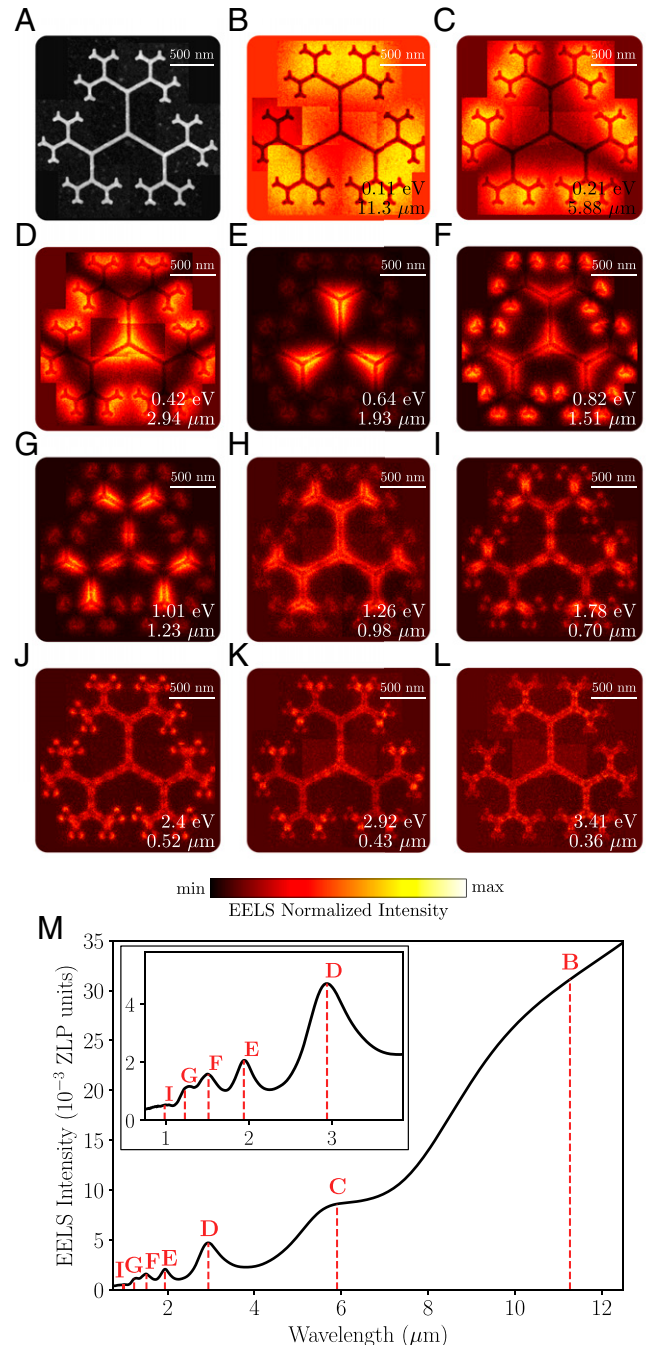 A B C
500 nm 500 nm 500 nm
0.11 eV 0.21 eV
11.3 μm 5.88 μm
D E F
500 nm 500 nm 500 nm
0.42 eV 0.64 eV 0.82 eV
2.94 μm 1.93 μm 1.51 μm
G H I
500 nm 500 nm 500 nm
1.01 eV 1.26 eV 1.78 eV
1.23 μm 0.98 μm 0.70 μm
J K L
500 nm 500 nm 500 nm
2.4 eV 2.92 eV 3.41 eV
0.52 μm 0.43 μm 0.36 μm
min max
EELS Normalized Intensity
M
EELS Intensity (10⁻³ ZLP units)
35
30
25
20
15
10
5
0
4
2
0
I G F E D
1 2 3
I G F E D C B
2 4 6 8 10 12
Wavelength (μm)